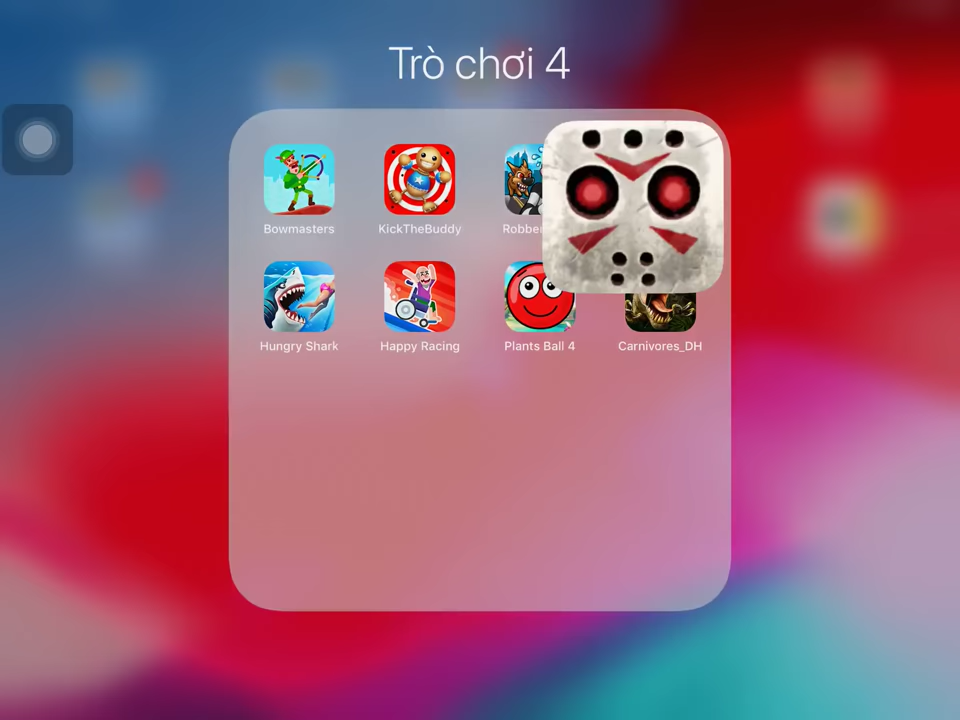 Trò chơi 4
Bowmasters
KickTheBuddy
Hungry Shark
Happy Racing
Plants Ball 4
Carnivores_DH